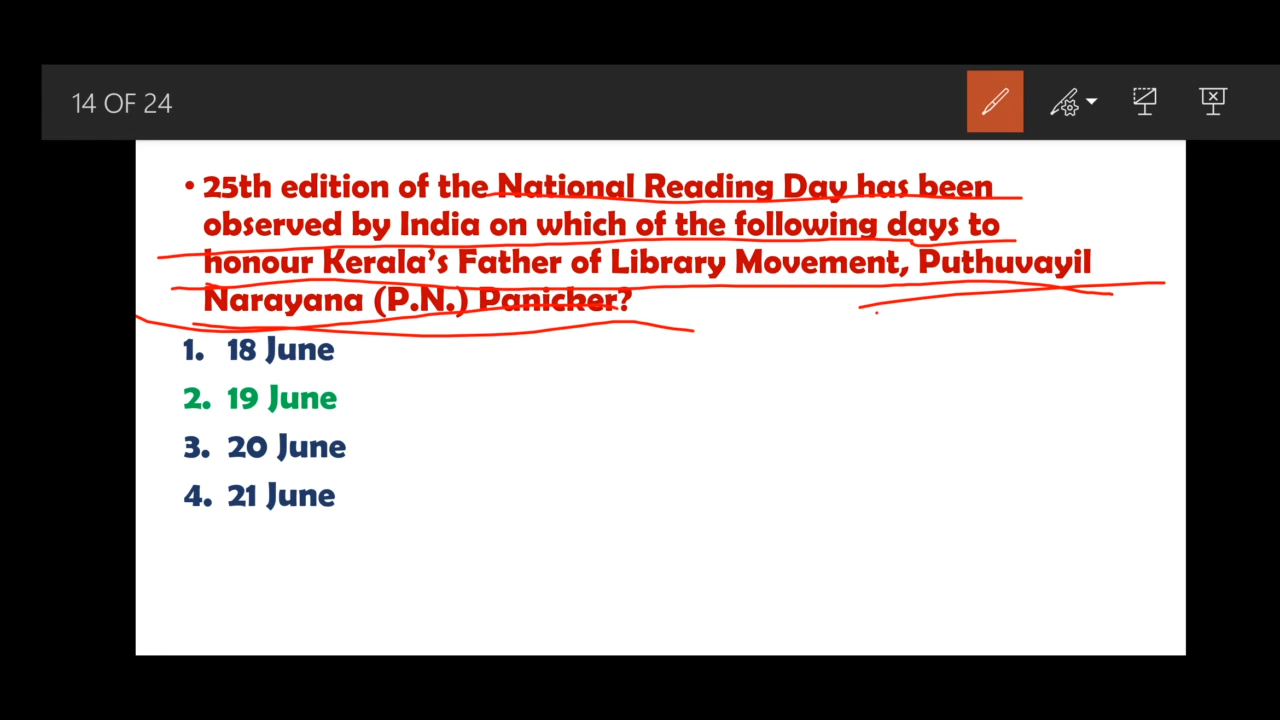 14 OF 24
• 25th edition of the National Reading Day has been
observed by India on which of the following days to
honour Kerala's Father of Library Movement, Puthuvayil
Narayana (P.N.) Panicker?
1. 18 June
2. 19 June
3. 20 June
4. 21 June